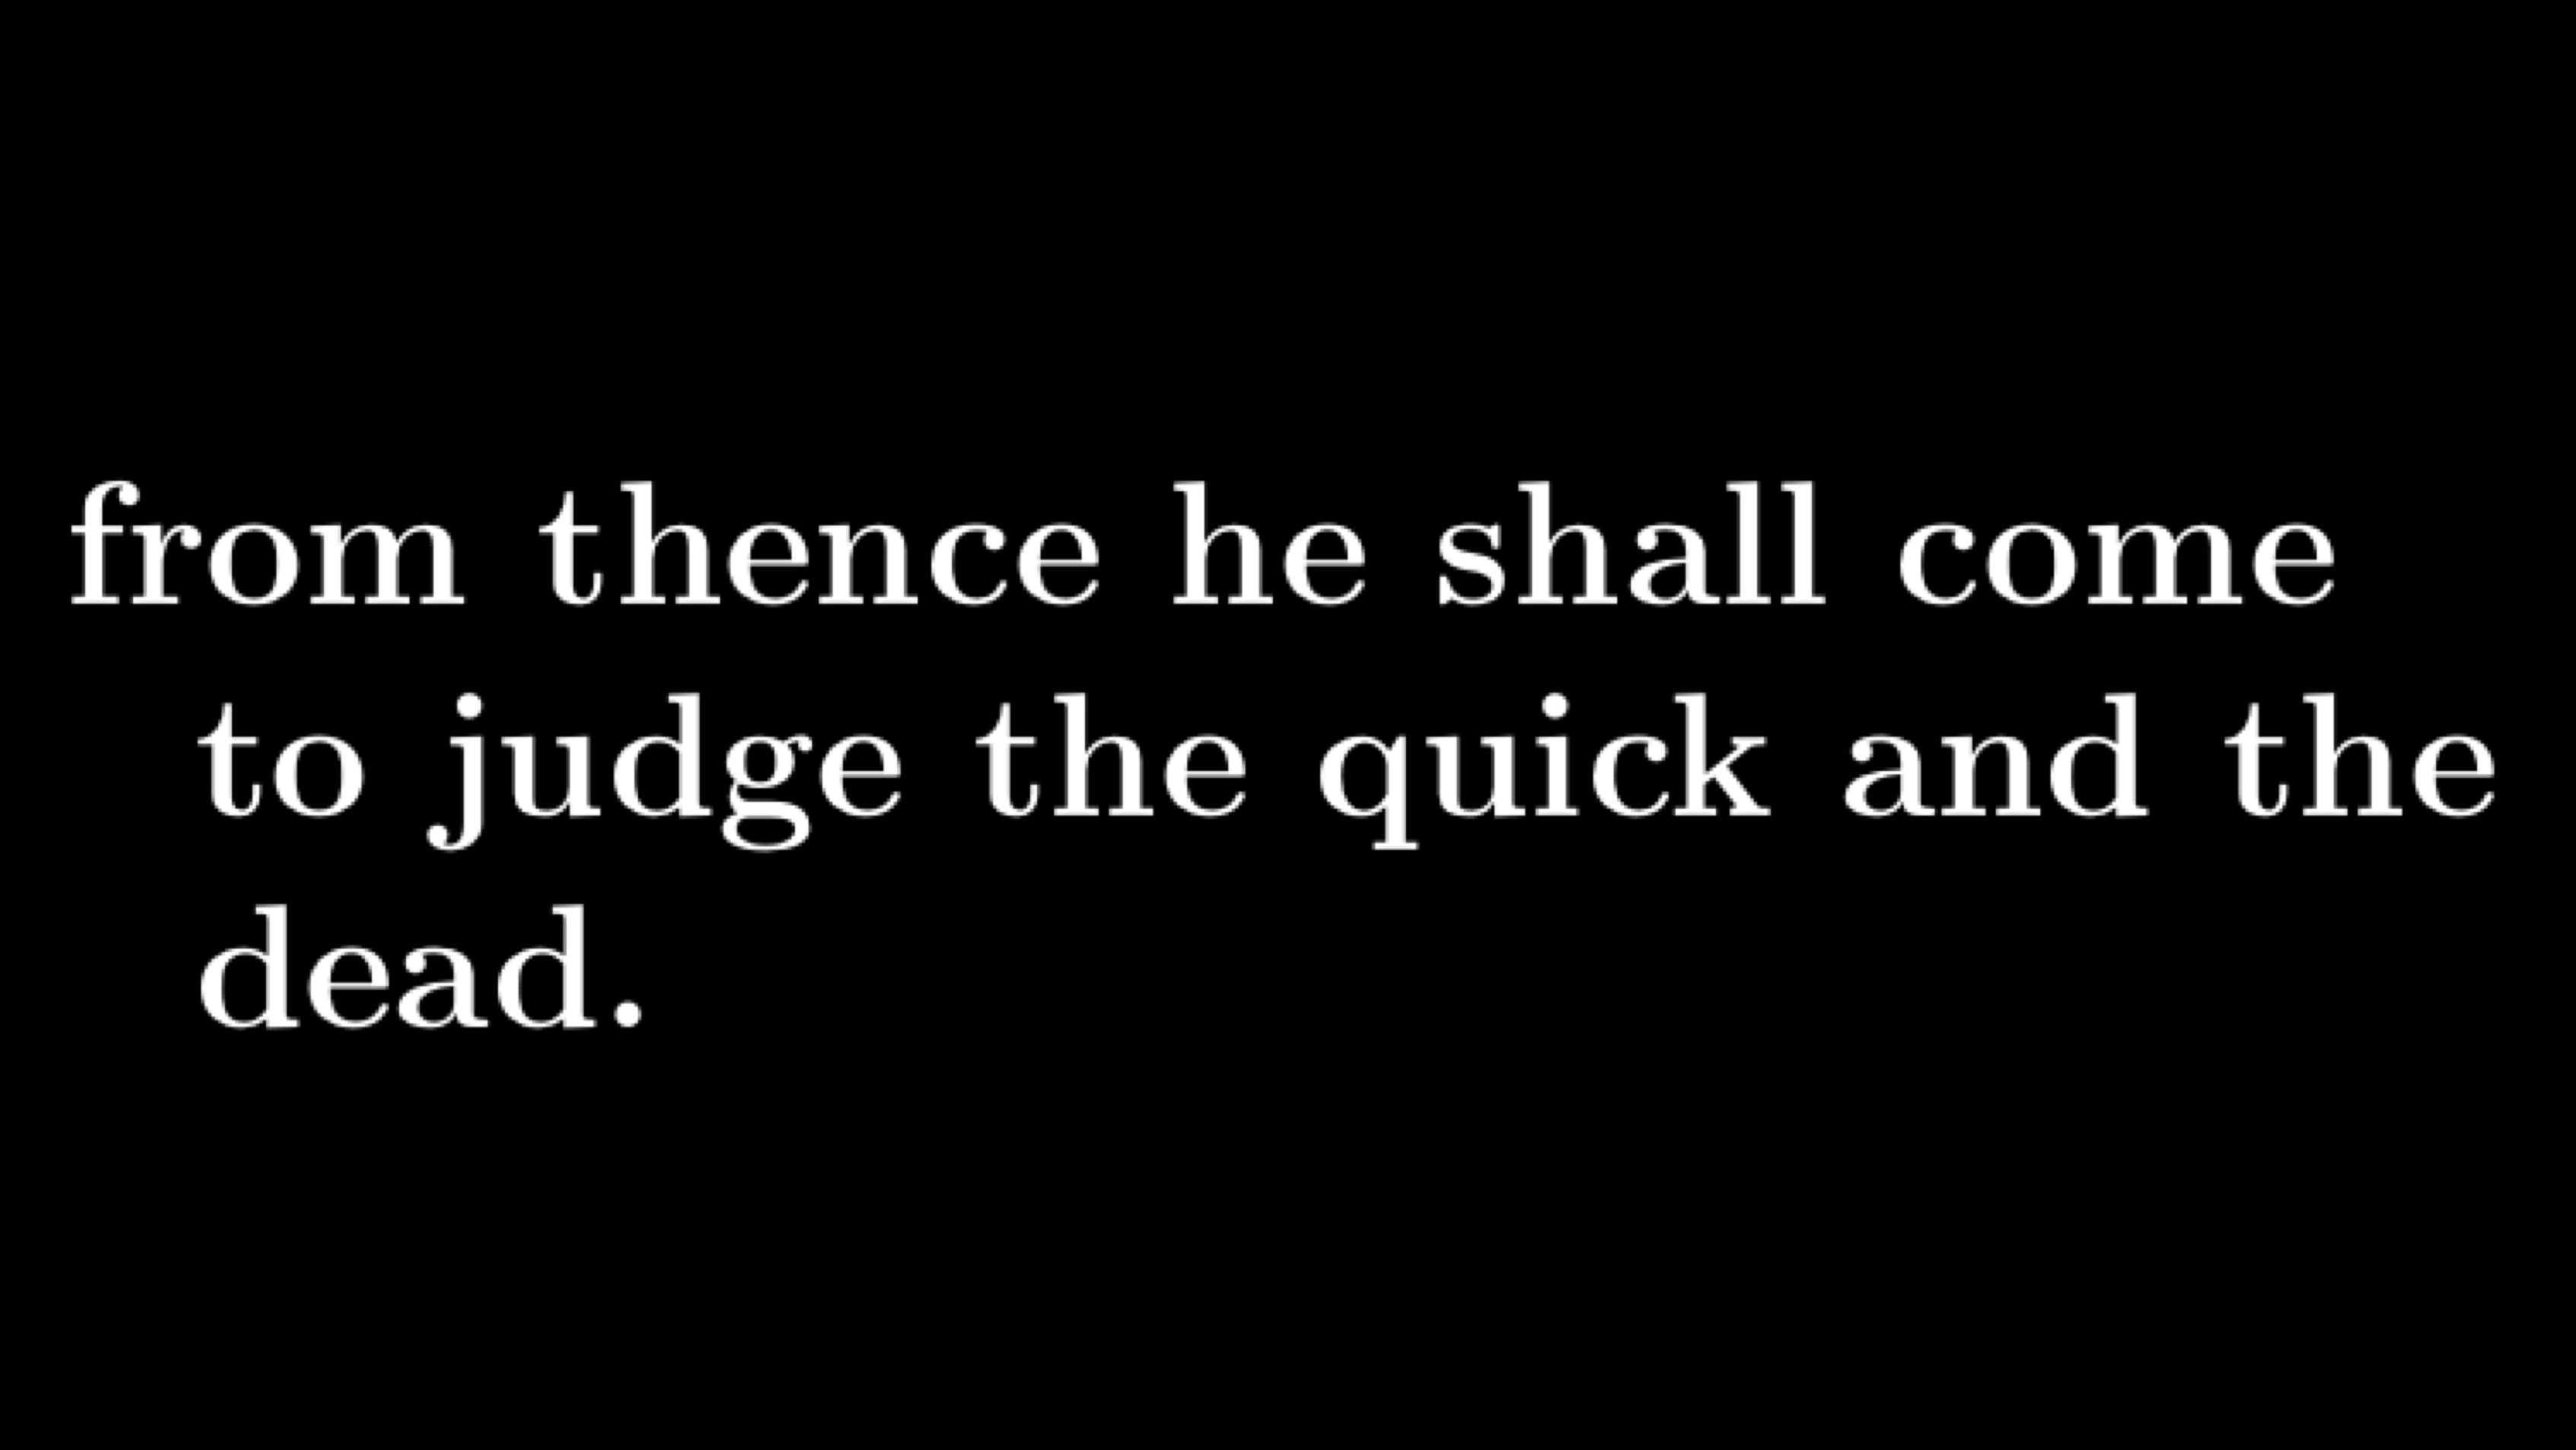 from thence he shall come
to judge the quick and the
dead.